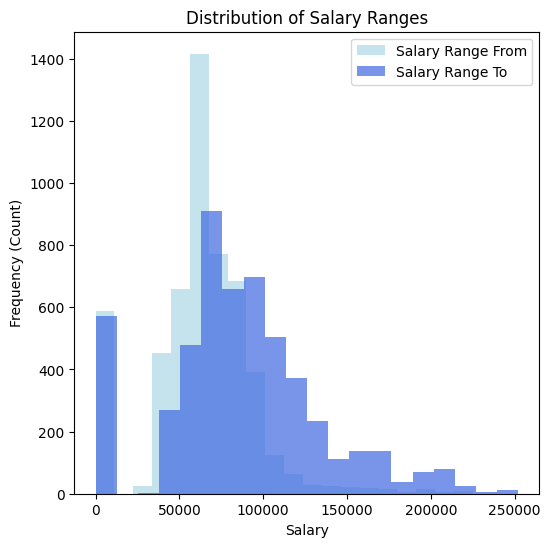 Distribution of Salary Ranges
Salary Range From
Salary Range To
Frequency (Count)
1400
1200
1000
800
600
400
200
0
0
50000
100000
150000
200000
250000
Salary